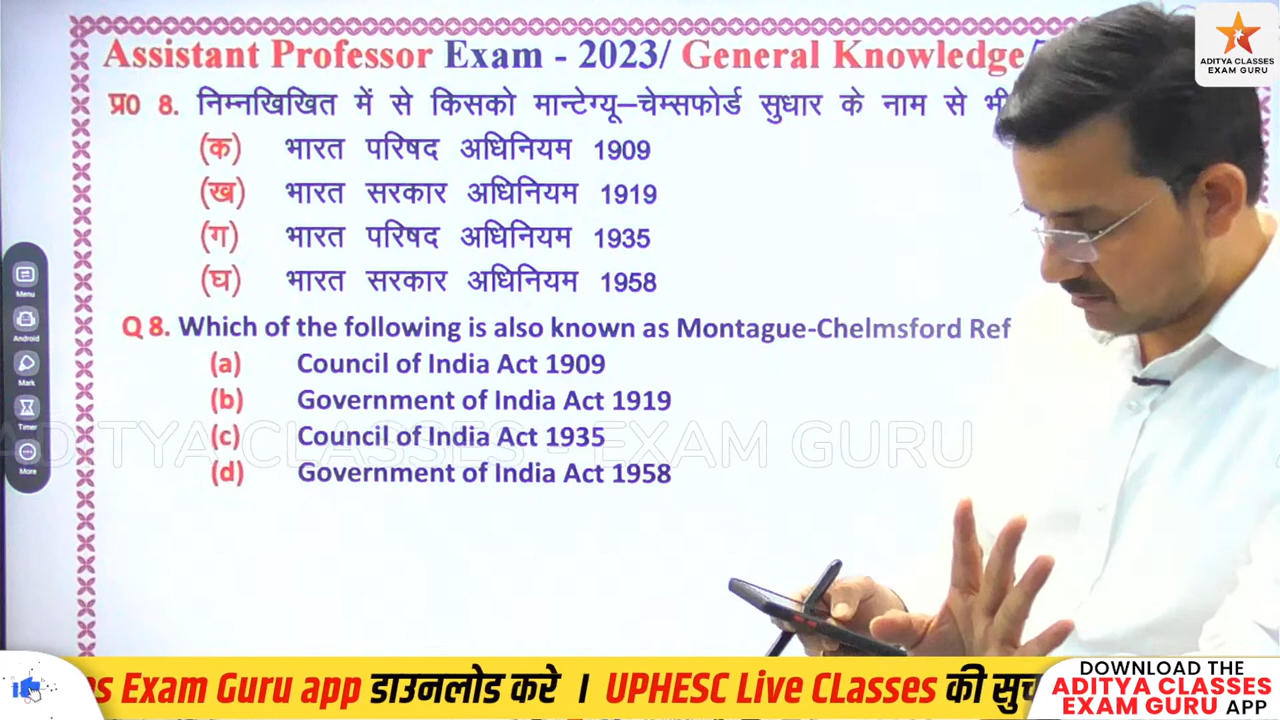 Assistant Professor Exam - 2023/ General Knowledge/
प्र0 8. निम्नखिखित में से किसको मान्टेग्यू–चेम्सफोर्ड सुधार के नाम से भी
(क) भारत परिषद अधिनियम 1909
(ख) भारत सरकार अधिनियम 1919
(ग) भारत परिषद अधिनियम 1935
(घ) भारत सरकार अधिनियम 1958
Q 8. Which of the following is also known as Montague-Chelmsford Ref
(a) Council of India Act 1909
(b) Government of India Act 1919
(c) Council of India Act 1935
(d) Government of India Act 1958
ADITYA CLASSES - EXAM GURU
Menu
Android
Mark
Timer
More
ADITYA CLASSES
EXAM GURU
Exam Guru app डाउनलोड करे । UPHESC Live CLasses की
DOWNLOAD THE
ADITYA CLASSES
EXAM GURU APP